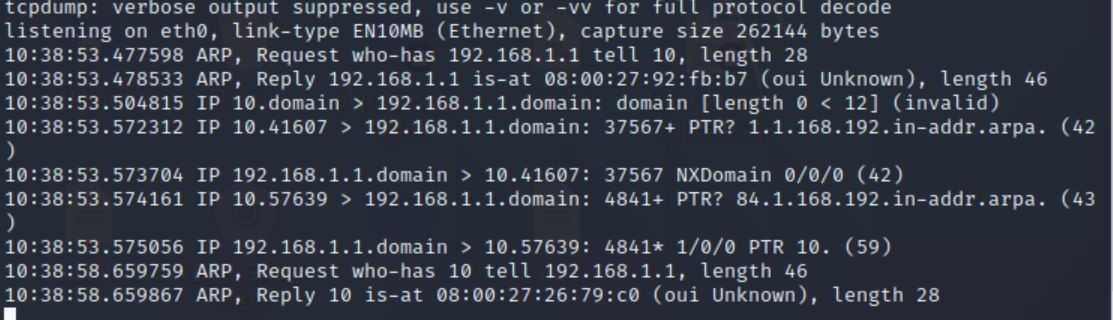 tcpdump: verbose output suppressed, use -v or -vv for full protocol decode
listening on eth0, link-type EN10MB (Ethernet), capture size 262144 bytes
10:38:53.477598 ARP, Request who-has 192.168.1.1 tell 10, length 28
10:38:53.478533 ARP, Reply 192.168.1.1 is-at 08:00:27:92:fb:b7 (oui Unknown), length 46
10:38:53.504815 IP 10.domain > 192.168.1.1.domain: domain [length 0 < 12] (invalid)
10:38:53.572312 IP 10.41607 > 192.168.1.1.domain: 37567+ PTR? 1.1.168.192.in-addr.arpa. (42
)
10:38:53.573704 IP 192.168.1.1.domain > 10.41607: 37567 NXDomain 0/0/0 (42)
10:38:53.574161 IP 10.57639 > 192.168.1.1.domain: 4841+ PTR? 84.1.168.192.in-addr.arpa. (43
)
10:38:53.575056 IP 192.168.1.1.domain > 10.57639: 4841* 1/0/0 PTR 10. (59)
10:38:58.659759 ARP, Request who-has 10 tell 192.168.1.1, length 46
10:38:58.659867 ARP, Reply 10 is-at 08:00:27:26:79:c0 (oui Unknown), length 28